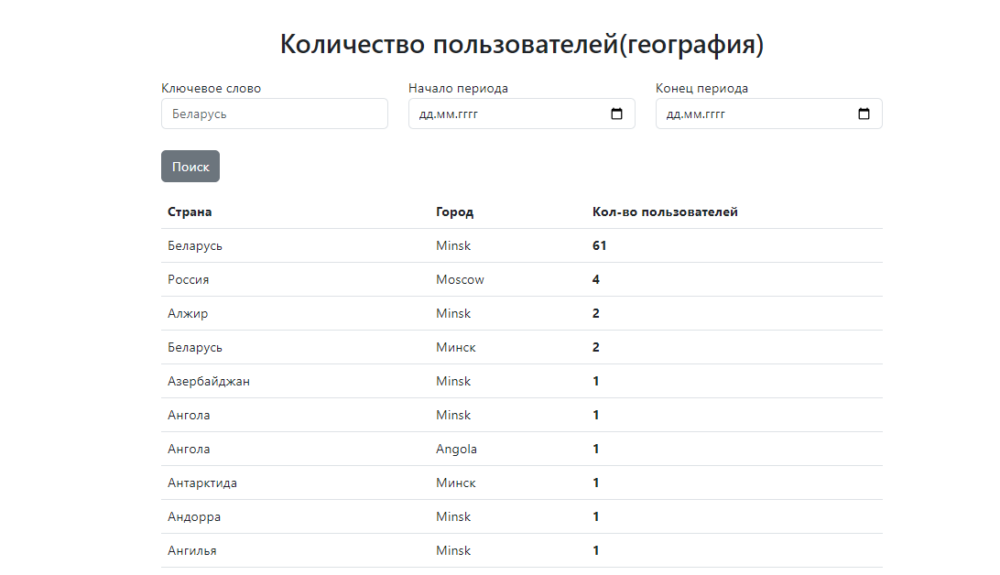 Количество пользователей(география)
Ключевое слово Начало периода Конец периода
Беларусь дд.мм.гггг дд.мм.гггг
Поиск
Страна Город Кол-во пользователей
Беларусь Minsk 61
Россия Moscow 4
Алжир Minsk 2
Беларусь Минск 2
Азербайджан Minsk 1
Ангола Minsk 1
Ангола Angola 1
Антарктида Минск 1
Андорра Minsk 1
Ангилья Minsk 1